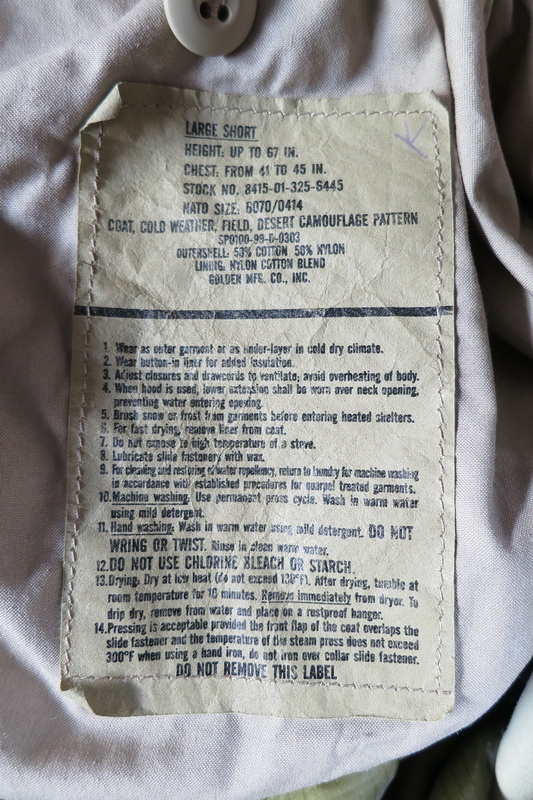 LARGE SHORT
HEIGHT: UP TO 67 IN.
CHEST: FROM 41 TO 45 IN.
STOCK NO. 8415-01-325-6445
NATO SIZE: 6070/0414
COAT, COLD WEATHER, FIELD, DESERT CAMOUFLAGE PATTERN
SPO100-99-D-0303
OUTERSHELL: 50% COTTON 50% NYLON
LINING: NYLON COTTON BLEND
GOLDEN MFG. CO., INC.
1. Wear as outer garment or as under-layer in cold dry climate.
2. Wear button-in liner for added insulation.
3. Adjust closures and drawcords to ventilate; avoid overheating of body.
4. When hood is used, lower extension shall be worn over neck opening,
preventing water entering opening.
5. Brush snow or frost from garments before entering heated shelters.
6. For fast drying, remove liner from coat.
7. Do not expose to high temperature of a stove.
8. Lubricate slide fasteners with wax.
9. For cleaning and restoring of water repellency, return to laundry for machine washing
in accordance with established procedures for quarpel treated garments.
10. Machine washing. Use permanent press cycle. Wash in warm water
using mild detergent.
11. Hand washing: Wash in warm water using mild detergent. DO NOT
WRING OR TWIST. Rinse in clean warm water.
12. DO NOT USE CHLORINE BLEACH OR STARCH.
13. Drying: Dry at low heat (do not exceed 130°F). After drying, tumble at
room temperature for 10 minutes. Remove immediately from dryer. To
drip dry, remove from water and place on a rustproof hanger.
14. Pressing is acceptable provided the front flap of the coat overlaps the
slide fastener and the temperature of the steam press does not exceed
300°F when using a hand iron, do not iron over collar slide fastener.
DO NOT REMOVE THIS LABEL